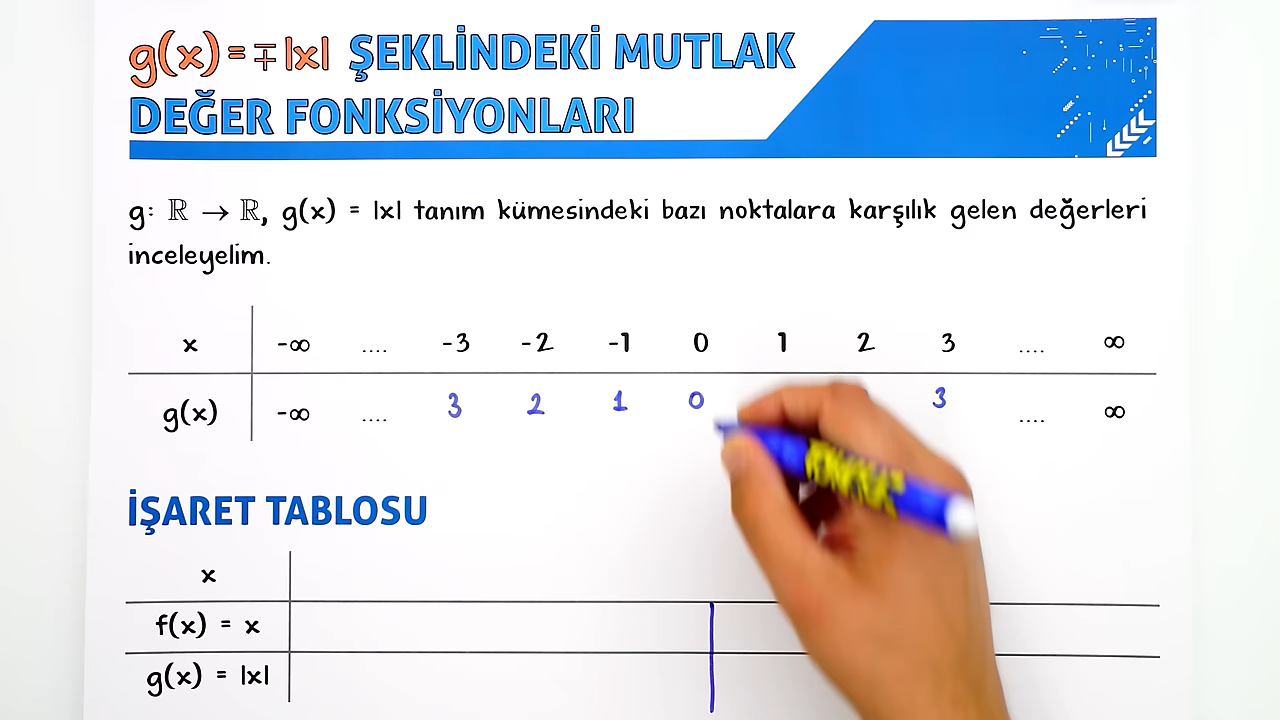 g(x) = ∓|x| ŞEKLİNDEKİ MUTLAK
DEĞER FONKSİYONLARI
g: ℝ → ℝ, g(x) = |x| tanım kümesindeki bazı noktalara karşılık gelen değerleri
inceleyelim.
x -∞ .... -3 -2 -1 0 1 2 3 .... ∞
g(x) -∞ .... 3 2 1 0 3 .... ∞
İŞARET TABLOSU
x
f(x) = x
g(x) = |x|